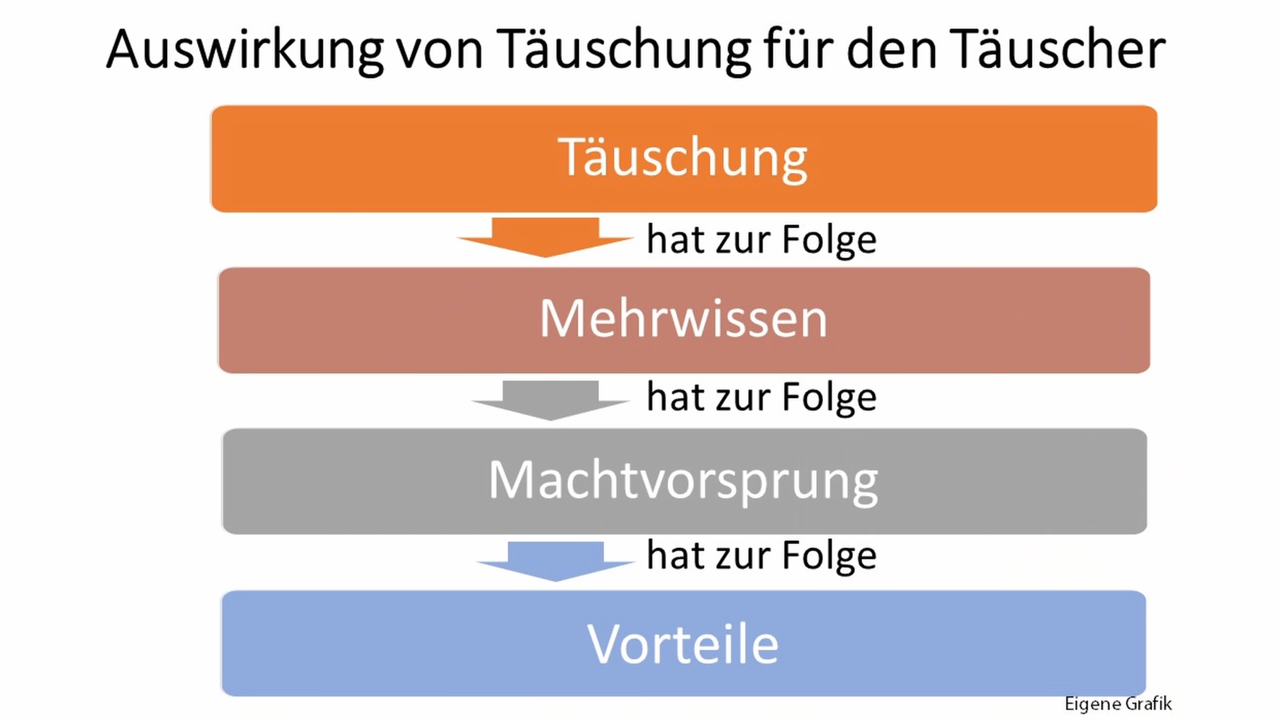 Auswirkung von Täuschung für den Täuscher
Täuschung
hat zur Folge
Mehrwissen
hat zur Folge
Machtvorsprung
hat zur Folge
Vorteile
Eigene Grafik